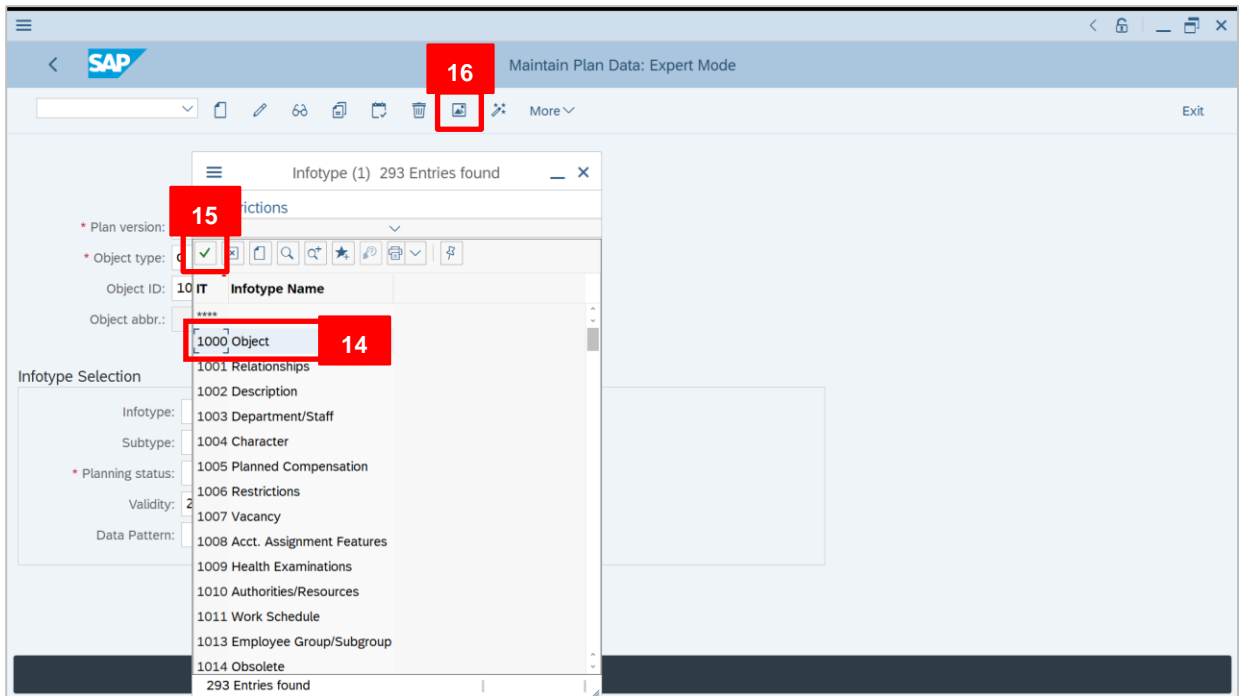 SAP
16
Maintain Plan Data: Expert Mode
More
Exit
Infotype (1) 293 Entries found
15
rictions
* Plan version:
* Object type:
Object ID: 10
Object abbr.:
IT Infotype Name
****
1000 Object
14
1001 Relationships
1002 Description
1003 Department/Staff
1004 Character
1005 Planned Compensation
1006 Restrictions
1007 Vacancy
1008 Acct. Assignment Features
1009 Health Examinations
1010 Authorities/Resources
1011 Work Schedule
1013 Employee Group/Subgroup
1014 Obsolete
293 Entries found
Infotype Selection
Infotype:
Subtype:
* Planning status:
Validity: 2
Data Pattern: